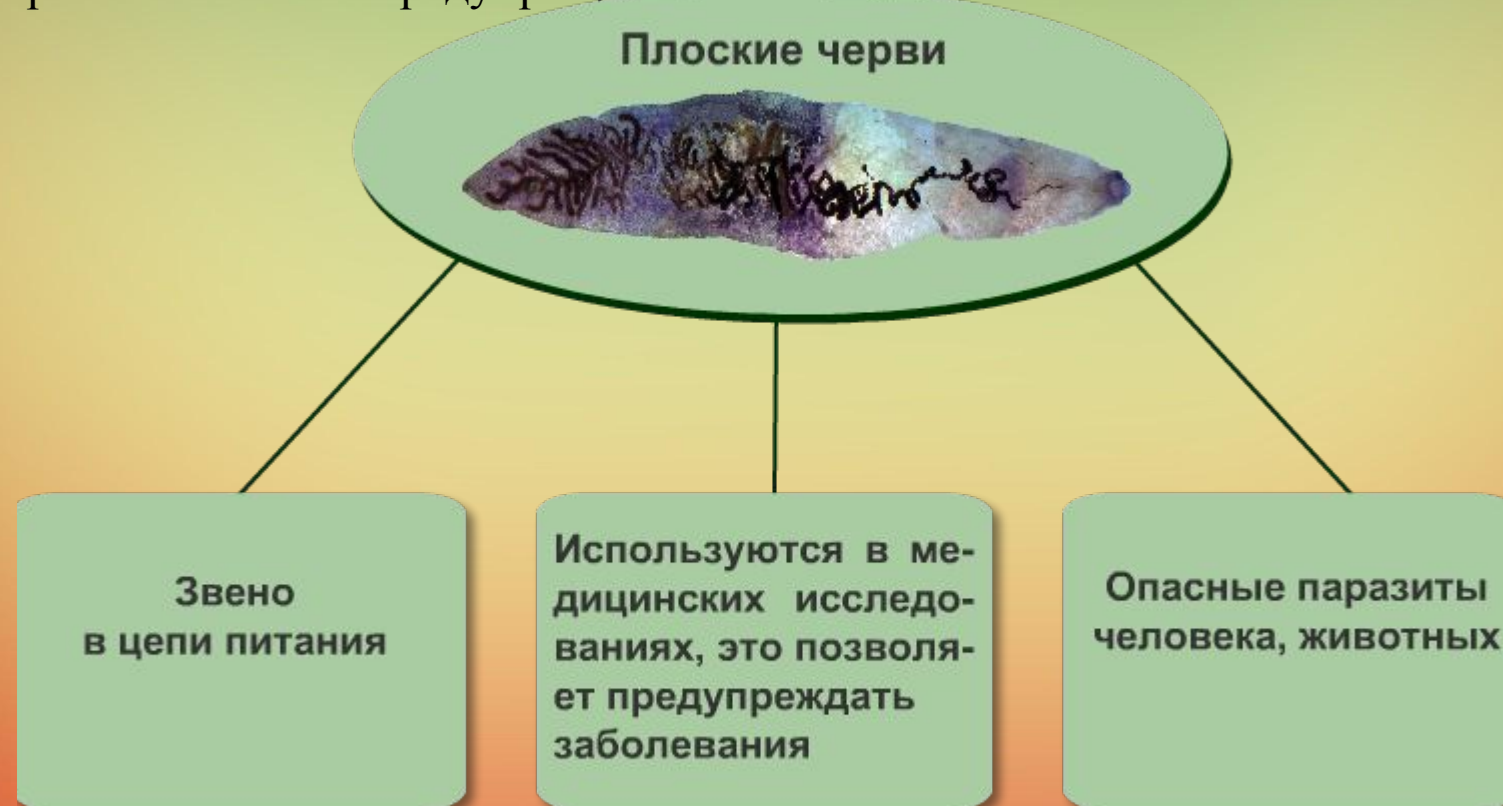 Плоские черви
Звено
в цепи питания
Используются в ме-
дицинских исследо-
ваниях, это позволя-
ет предупреждать
заболевания
Опасные паразиты
человека, животных